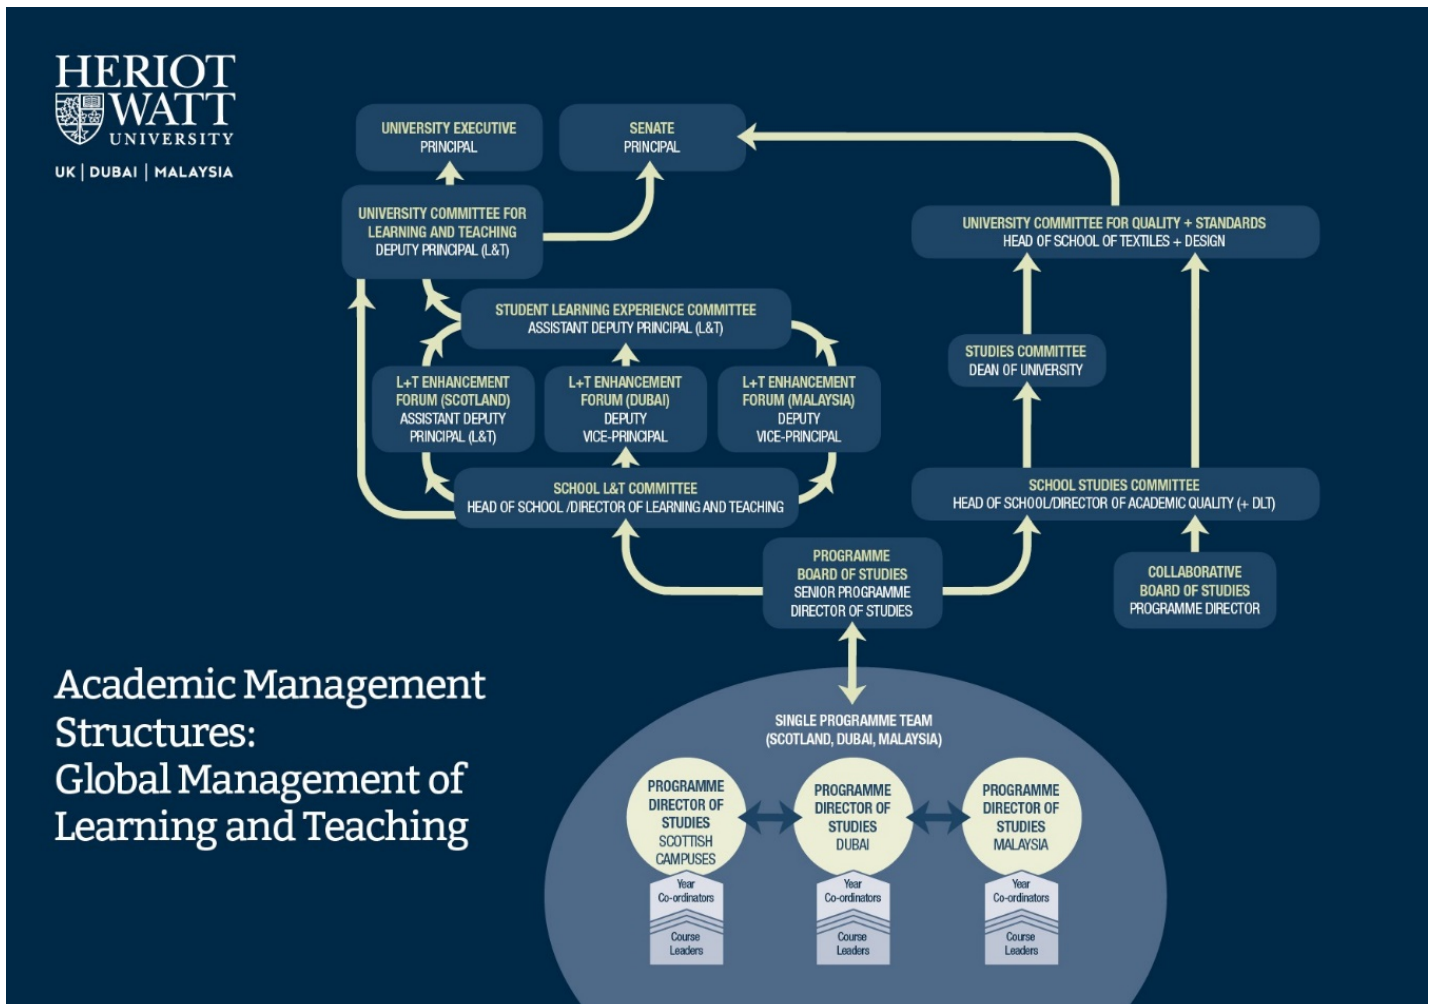 HERIOT
WATT
UNIVERSITY
UK | DUBAI | MALAYSIA
UNIVERSITY EXECUTIVE
PRINCIPAL
SENATE
PRINCIPAL
UNIVERSITY COMMITTEE FOR
LEARNING AND TEACHING
DEPUTY PRINCIPAL (L&T)
UNIVERSITY COMMITTEE FOR QUALITY + STANDARDS
HEAD OF SCHOOL OF TEXTILES + DESIGN
STUDENT LEARNING EXPERIENCE COMMITTEE
ASSISTANT DEPUTY PRINCIPAL (L&T)
STUDIES COMMITTEE
DEAN OF UNIVERSITY
L+T ENHANCEMENT
FORUM (SCOTLAND)
ASSISTANT DEPUTY
PRINCIPAL (L&T)
L+T ENHANCEMENT
FORUM (DUBAI)
DEPUTY
VICE-PRINCIPAL
L+T ENHANCEMENT
FORUM (MALAYSIA)
DEPUTY
VICE-PRINCIPAL
SCHOOL L&T COMMITTEE
HEAD OF SCHOOL /DIRECTOR OF LEARNING AND TEACHING
SCHOOL STUDIES COMMITTEE
HEAD OF SCHOOL/DIRECTOR OF ACADEMIC QUALITY (+ DLT)
PROGRAMME
BOARD OF STUDIES
SENIOR PROGRAMME
DIRECTOR OF STUDIES
COLLABORATIVE
BOARD OF STUDIES
PROGRAMME DIRECTOR
Academic Management
Structures:
Global Management of
Learning and Teaching
SINGLE PROGRAMME TEAM
(SCOTLAND, DUBAI, MALAYSIA)
PROGRAMME
DIRECTOR OF
STUDIES
SCOTTISH
CAMPUSES
PROGRAMME
DIRECTOR OF
STUDIES
DUBAI
PROGRAMME
DIRECTOR OF
STUDIES
MALAYSIA
Year
Co-ordinators
Course
Leaders
Year
Co-ordinators
Course
Leaders
Year
Co-ordinators
Course
Leaders